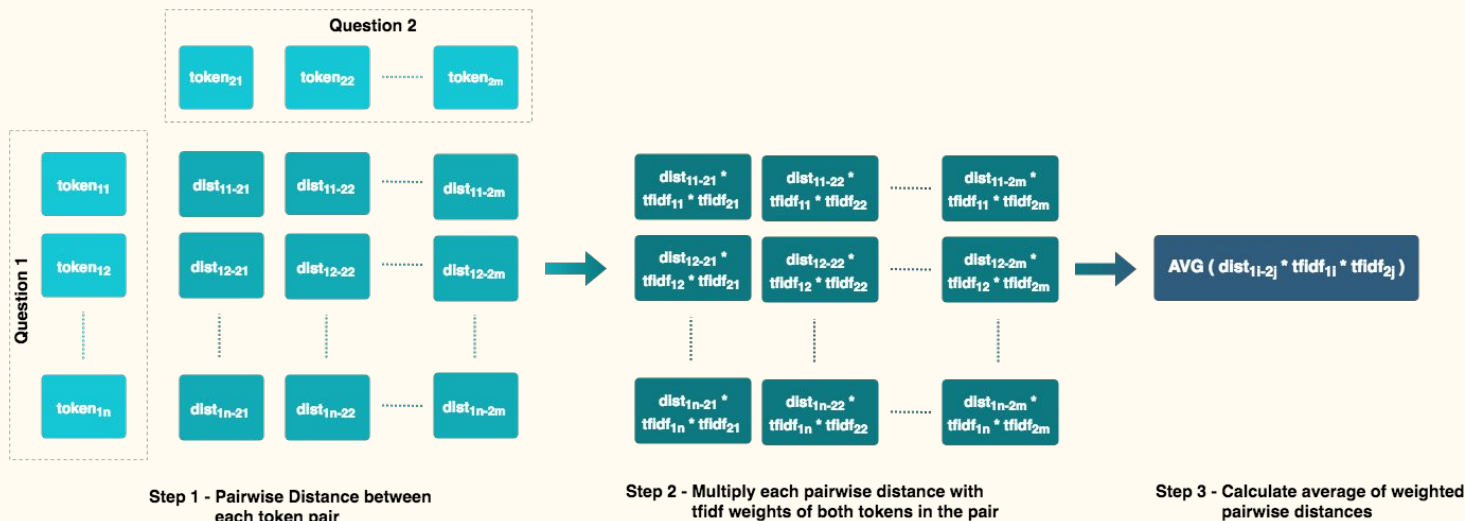 Question 2
token21 token22 token2m
Question 1
token11 dist11-21 dist11-22 dist11-2m
token12 dist12-21 dist12-22 dist12-2m
token1n dist1n-21 dist1n-22 dist1n-2m
dist11-21 * dist11-22 * dist11-2m *
tfidf11 * tfidf21 tfidf11 * tfidf22 tfidf11 * tfidf2m
dist12-21 * dist12-22 * dist12-2m *
tfidf12 * tfidf21 tfidf12 * tfidf22 tfidf12 * tfidf2m
dist1n-21 * dist1n-22 * dist1n-2m *
tfidf1n * tfidf21 tfidf1n * tfidf22 tfidf1n * tfidf2m
AVG ( dist1i-2j * tfidf1i * tfidf2j )
Step 1 - Pairwise Distance between
each token pair
Step 2 - Multiply each pairwise distance with
tfidf weights of both tokens in the pair
Step 3 - Calculate average of weighted
pairwise distances